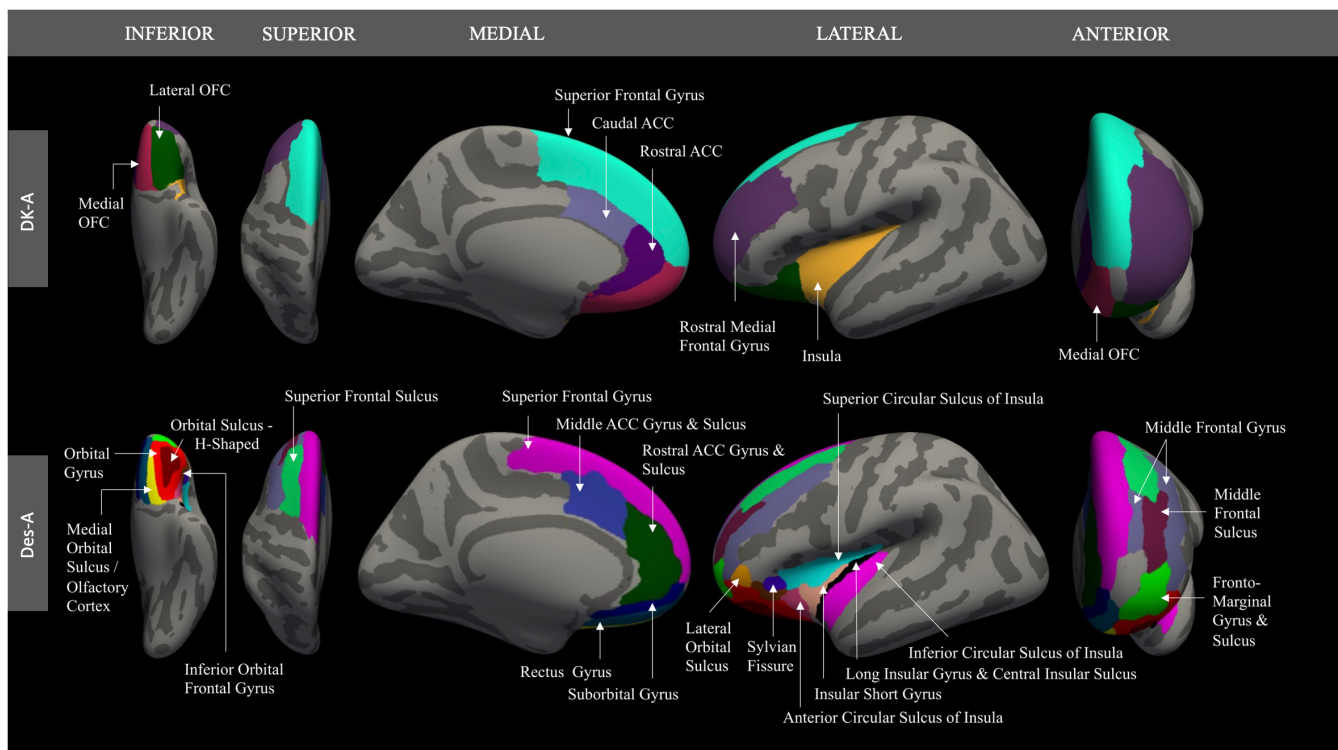 INFERIOR
SUPERIOR
MEDIAL
LATERAL
ANTERIOR
DK-A
Lateral OFC
Medial
OFC
Superior Frontal Gyrus
Caudal ACC
Rostral ACC
Rostral Medial
Frontal Gyrus
Insula
Medial OFC
Des-A
Orbital Sulcus -
H-Shaped
Orbital
Gyrus
Medial
Orbital
Sulcus /
Olfactory
Cortex
Inferior Orbital
Frontal Gyrus
Superior Frontal Sulcus
Superior Frontal Gyrus
Middle ACC Gyrus & Sulcus
Rostral ACC Gyrus &
Sulcus
Rectus Gyrus
Suborbital Gyrus
Superior Circular Sulcus of Insula
Lateral
Orbital
Sulcus
Sylvian
Fissure
Inferior Circular Sulcus of Insula
Long Insular Gyrus & Central Insular Sulcus
Insular Short Gyrus
Anterior Circular Sulcus of Insula
Middle Frontal Gyrus
Middle
Frontal
Sulcus
Fronto-
Marginal
Gyrus &
Sulcus